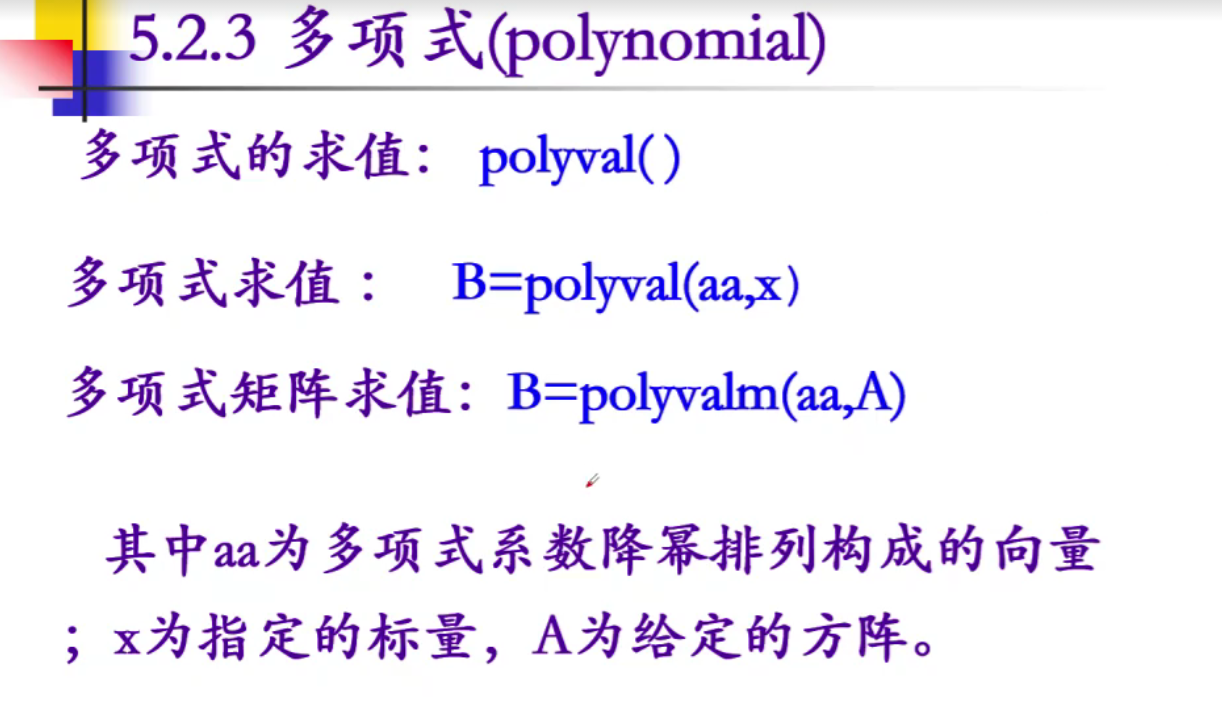 5.2.3 多项式(polynomial)
多项式的求值： polyval( )
多项式求值 ： B=polyval(aa,x）
多项式矩阵求值：B=polyvalm(aa,A)
其中aa为多项式系数降幂排列构成的向量
；x为指定的标量，A为给定的方阵。